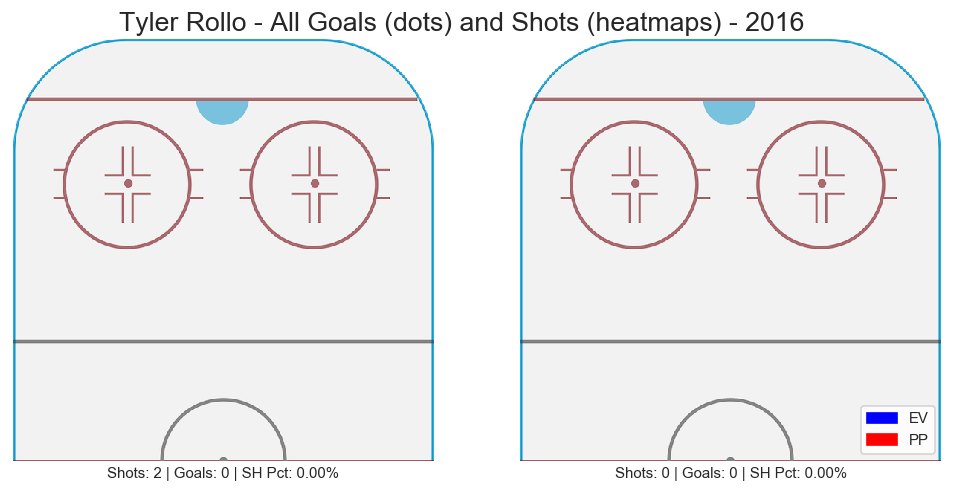 Tyler Rollo - All Goals (dots) and Shots (heatmaps) - 2016
EV
PP
Shots: 2 | Goals: 0 | SH Pct: 0.00%
Shots: 0 | Goals: 0 | SH Pct: 0.00%